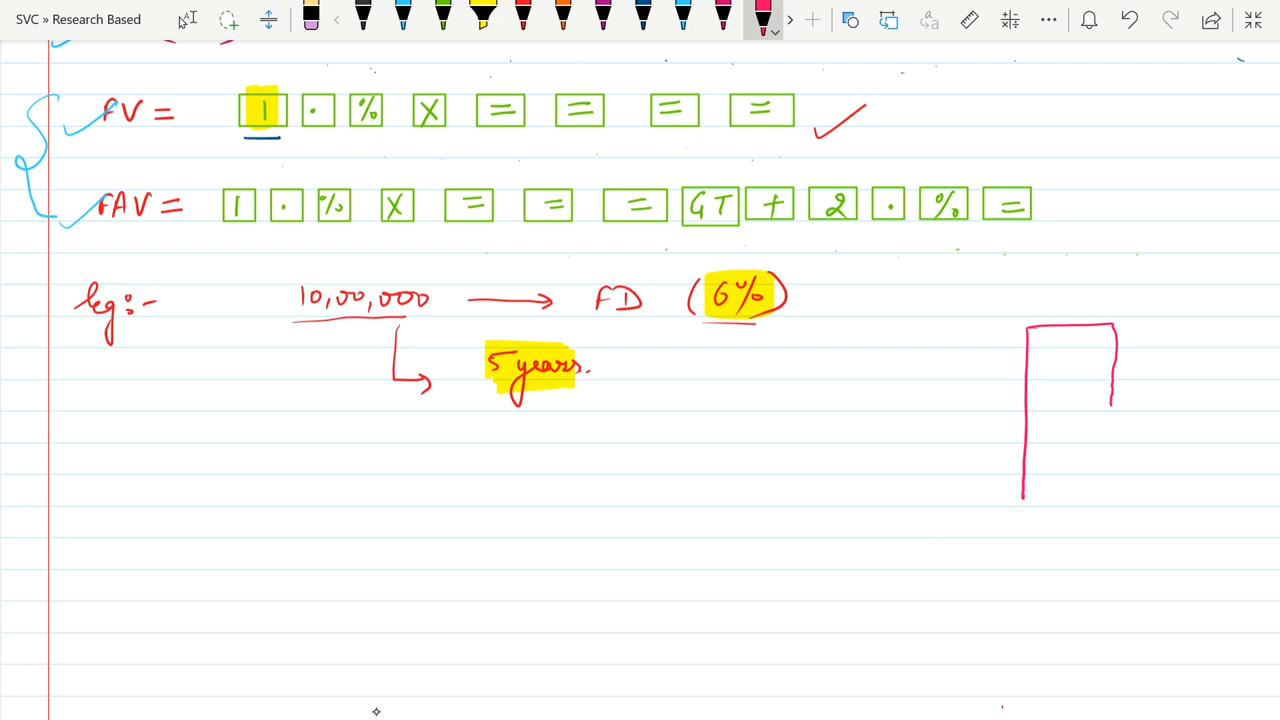 SVC » Research Based
FV = 1 . % X = = = =
FAV = 1 . % X = = = GT + 2 . % =
eg:- 10,00,000 → FD (6%)
5 years.